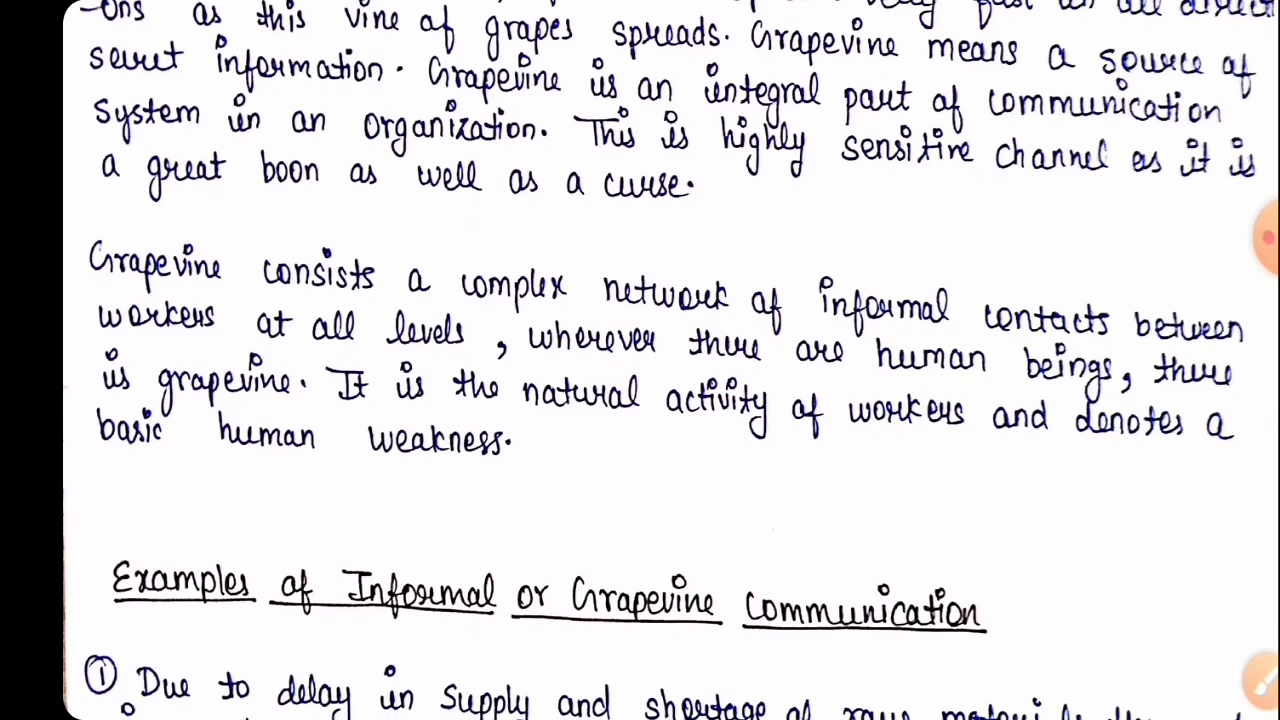 -ons as this vine of grapes spreads. Grapevine means a source of
secret information. Grapevine is an integral part of communication
system in an organization. This is highly sensitive channel as it is
a great boon as well as a curse.
Grapevine consists a complex network of informal contacts between
workers at all levels, wherever there are human beings, there
is grapevine. It is the natural activity of workers and denotes a
basic human weakness.
Examples of Informal or Grapevine communication
① Due to delay in supply and shortage of raw